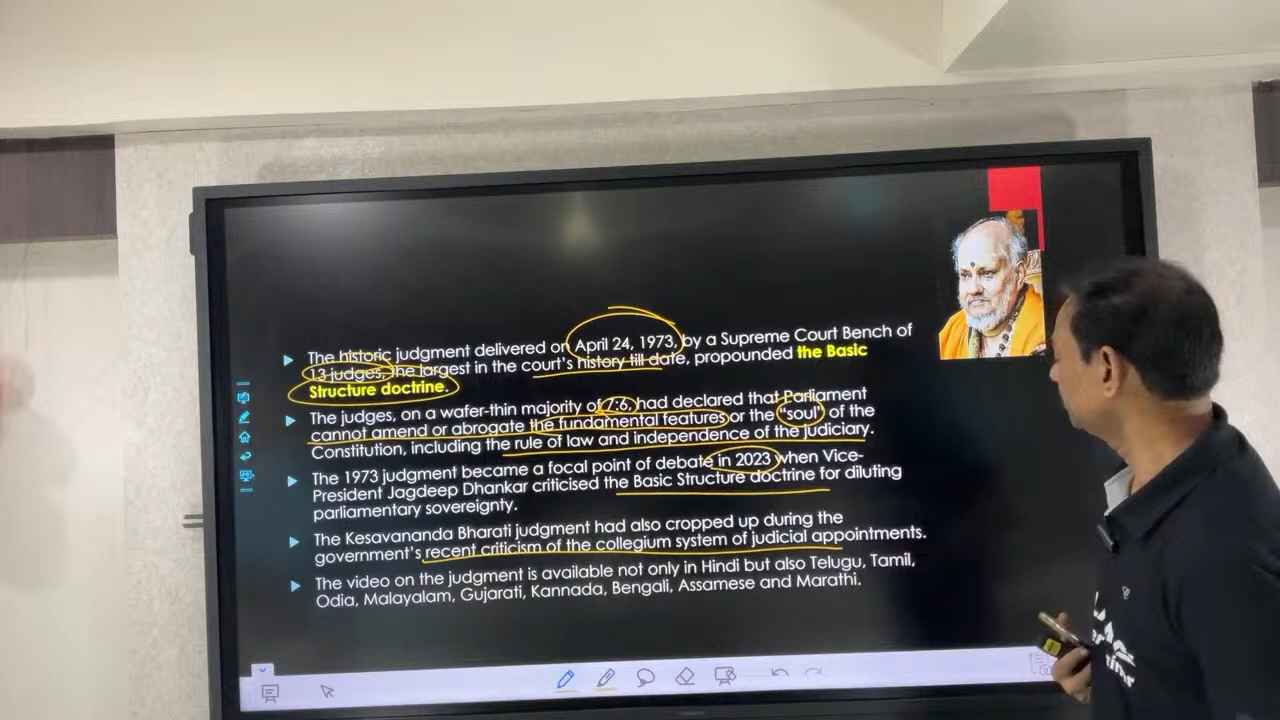 The historic judgment delivered on April 24, 1973, by a Supreme Court Bench of
13 judges, the largest in the court's history till date, propounded the Basic
Structure doctrine.
The judges, on a wafer-thin majority of 7:6, had declared that Parliament
cannot amend or abrogate the fundamental features or the "soul" of the
Constitution, including the rule of law and independence of the judiciary.
The 1973 judgment became a focal point of debate in 2023 when Vice-
President Jagdeep Dhankar criticised the Basic Structure doctrine for diluting
parliamentary sovereignty.
The Kesavananda Bharati judgment had also cropped up during the
government's recent criticism of the collegium system of judicial appointments.
The video on the judgment is available not only in Hindi but also Telugu, Tamil,
Odia, Malayalam, Gujarati, Kannada, Bengali, Assamese and Marathi.